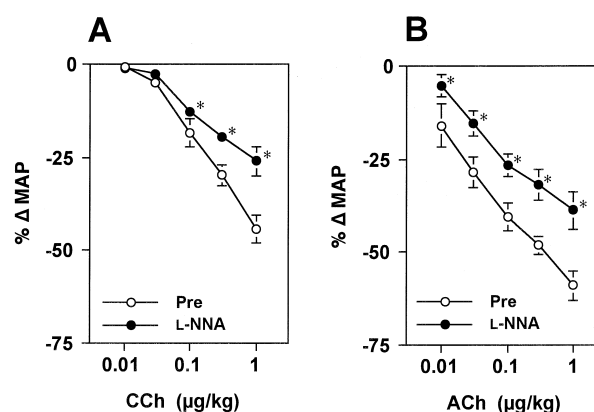 A
0
-25
-50
-75
% Δ MAP
* * *
Pre
L-NNA
0.01 0.1 1
CCh (µg/kg)
B
0
-25
-50
-75
% Δ MAP
* * * * *
Pre
L-NNA
0.01 0.1 1
ACh (µg/kg)